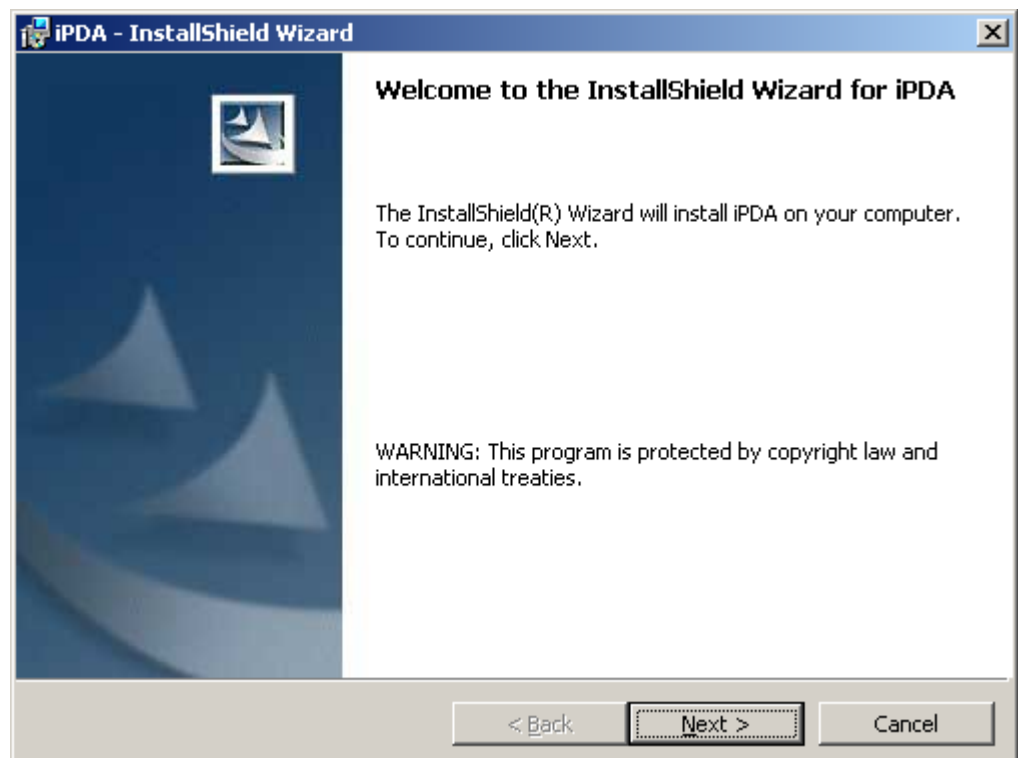 iPDA - InstallShield Wizard
Welcome to the InstallShield Wizard for iPDA
The InstallShield(R) Wizard will install iPDA on your computer.
To continue, click Next.
WARNING: This program is protected by copyright law and
international treaties.
< Back
Next >
Cancel